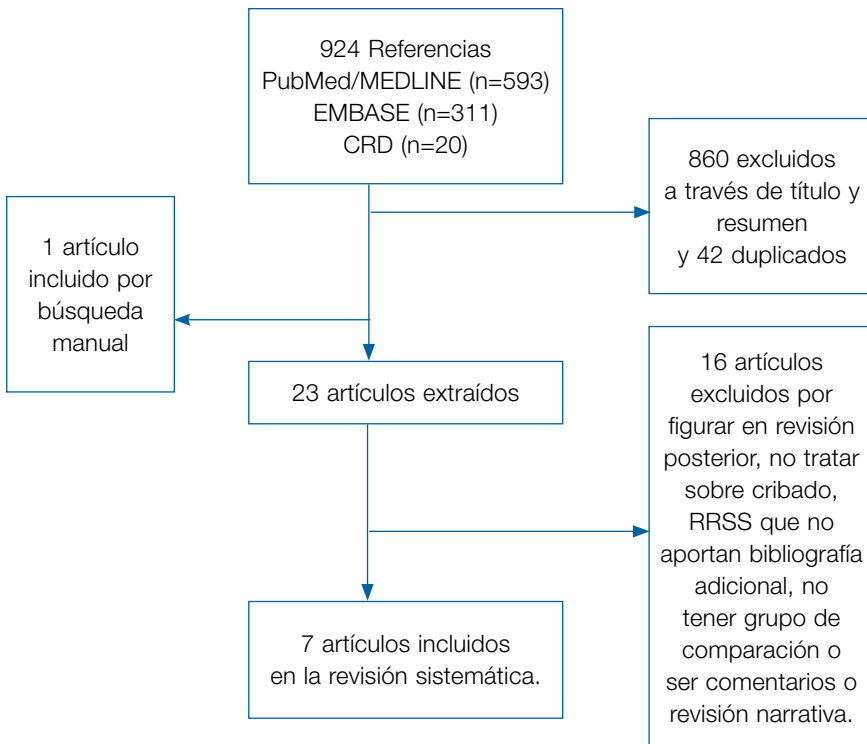 924 Referencias
PubMed/MEDLINE (n=593)
EMBASE (n=311)
CRD (n=20)
860 excluidos
a través de título y
resumen
y 42 duplicados
1 artículo
incluido por
búsqueda
manual
23 artículos extraídos
16 artículos
excluidos por
figurar en revisión
posterior, no tratar
sobre cribado,
RRSS que no
aportan bibliografía
adicional, no
tener grupo de
comparación o
ser comentarios o
revisión narrativa.
7 artículos incluidos
en la revisión sistemática.